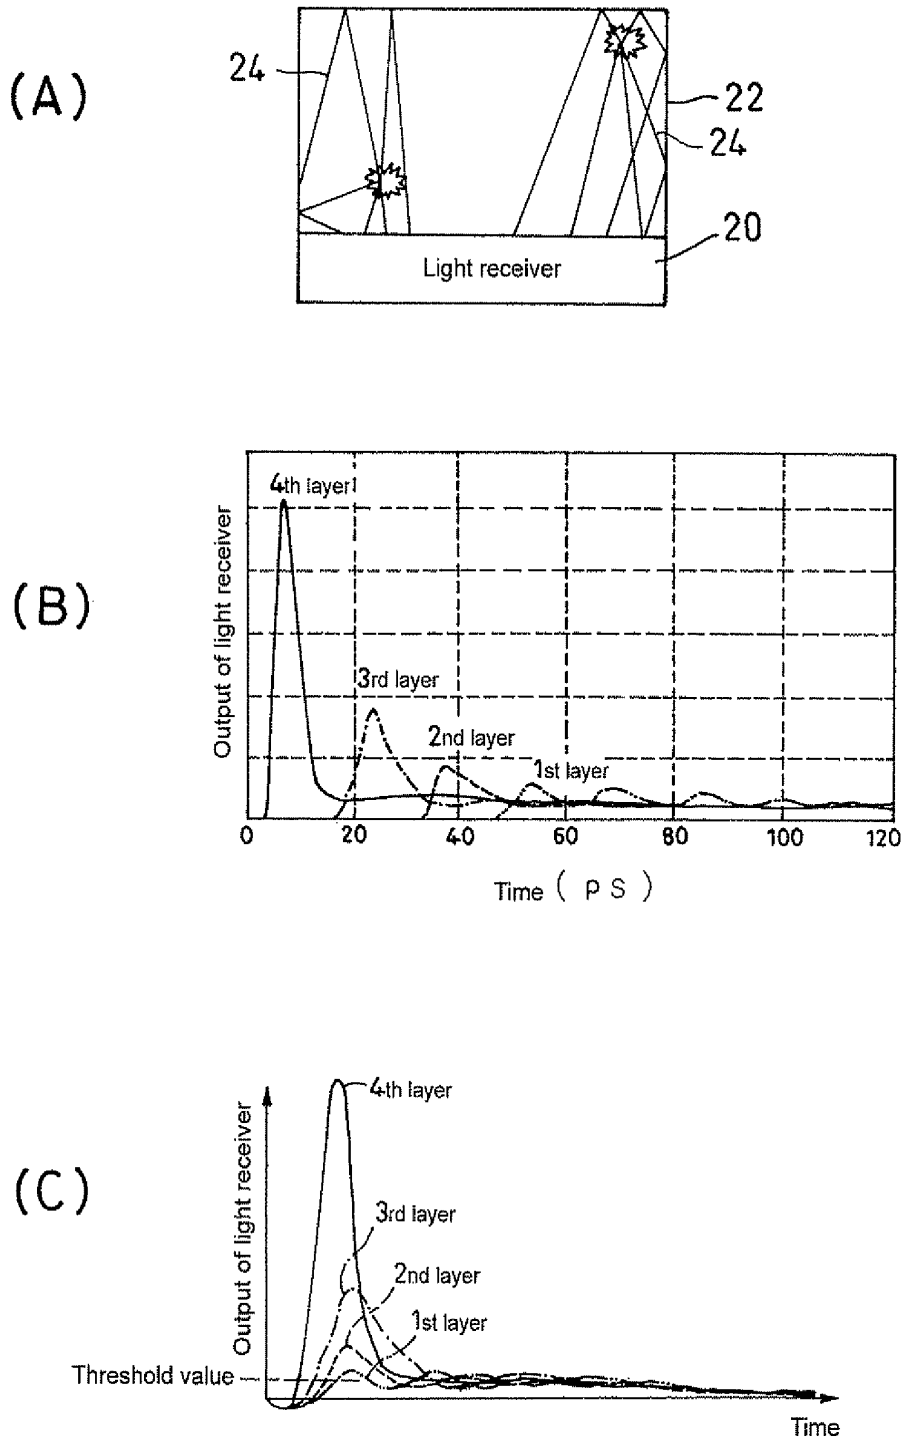 (A)
24
22
24
20
Light receiver
(B)
Output of light receiver
4th layer
3rd layer
2nd layer
1st layer
0 20 40 60 80 100 120
Time ( pS )
(C)
Output of light receiver
4th layer
3rd layer
2nd layer
1st layer
Threshold value
Time